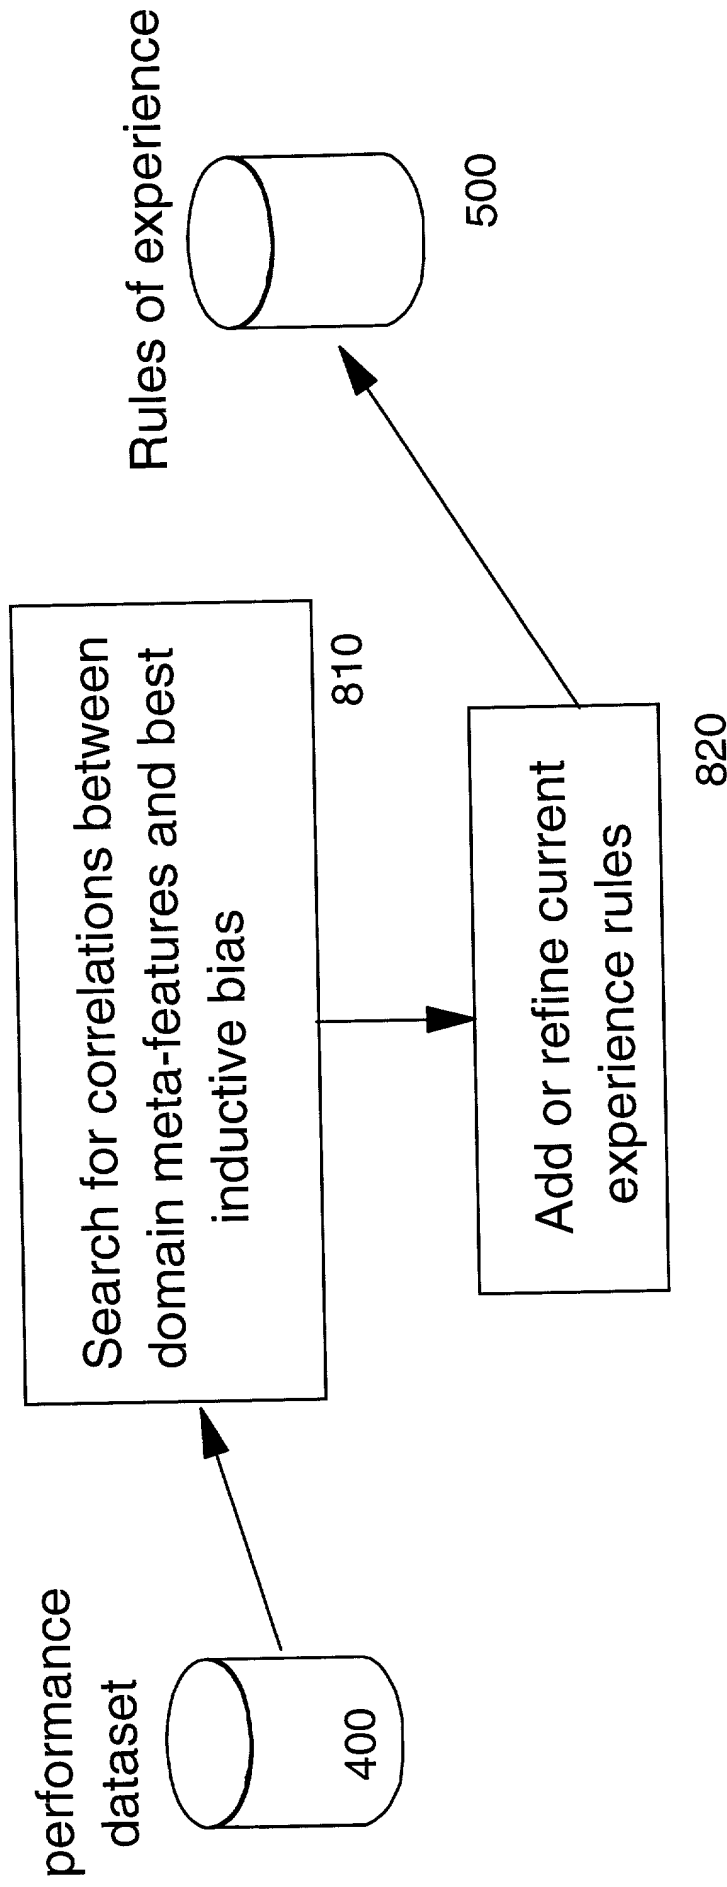 performance
dataset
400
Search for correlations between
domain meta-features and best
inductive bias
810
Add or refine current
experience rules
820
Rules of experience
500